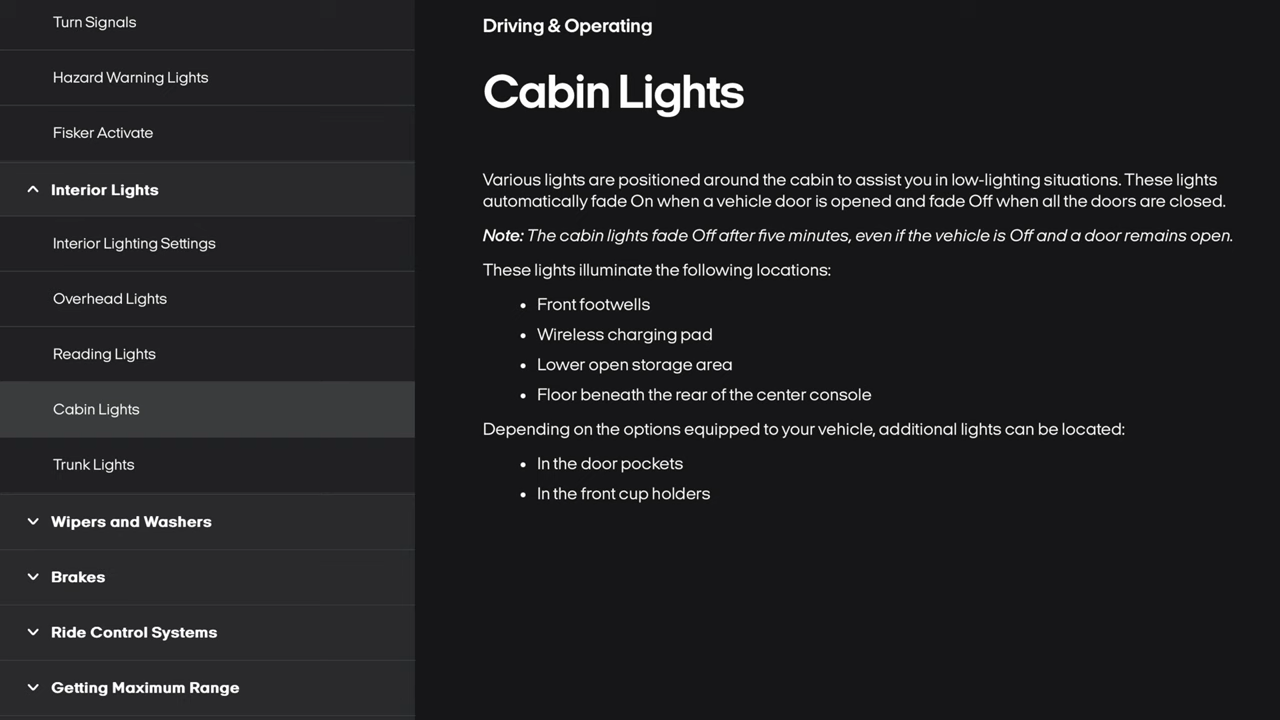 Turn Signals
Hazard Warning Lights
Fisker Activate
Interior Lights
Interior Lighting Settings
Overhead Lights
Reading Lights
Cabin Lights
Trunk Lights
Wipers and Washers
Brakes
Ride Control Systems
Getting Maximum Range
Driving & Operating
Cabin Lights
Various lights are positioned around the cabin to assist you in low-lighting situations. These lights
automatically fade On when a vehicle door is opened and fade Off when all the doors are closed.
Note: The cabin lights fade Off after five minutes, even if the vehicle is Off and a door remains open.
These lights illuminate the following locations:
• Front footwells
• Wireless charging pad
• Lower open storage area
• Floor beneath the rear of the center console
Depending on the options equipped to your vehicle, additional lights can be located:
• In the door pockets
• In the front cup holders